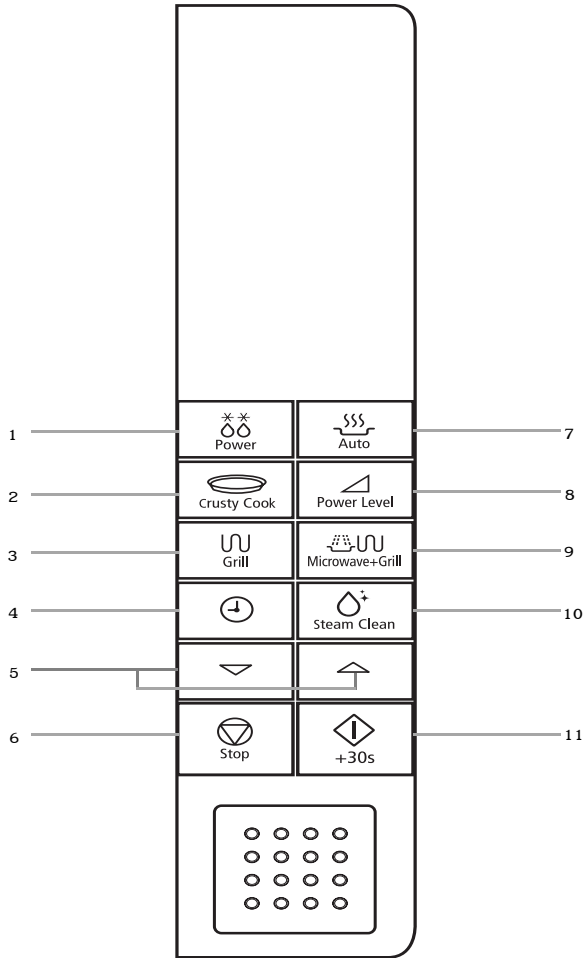 1
Power
Auto
7
2
Crusty Cook
Power Level
8
3
Grill
Microwave+Grill
9
4
Steam Clean
10
5
6
Stop
+30s
11